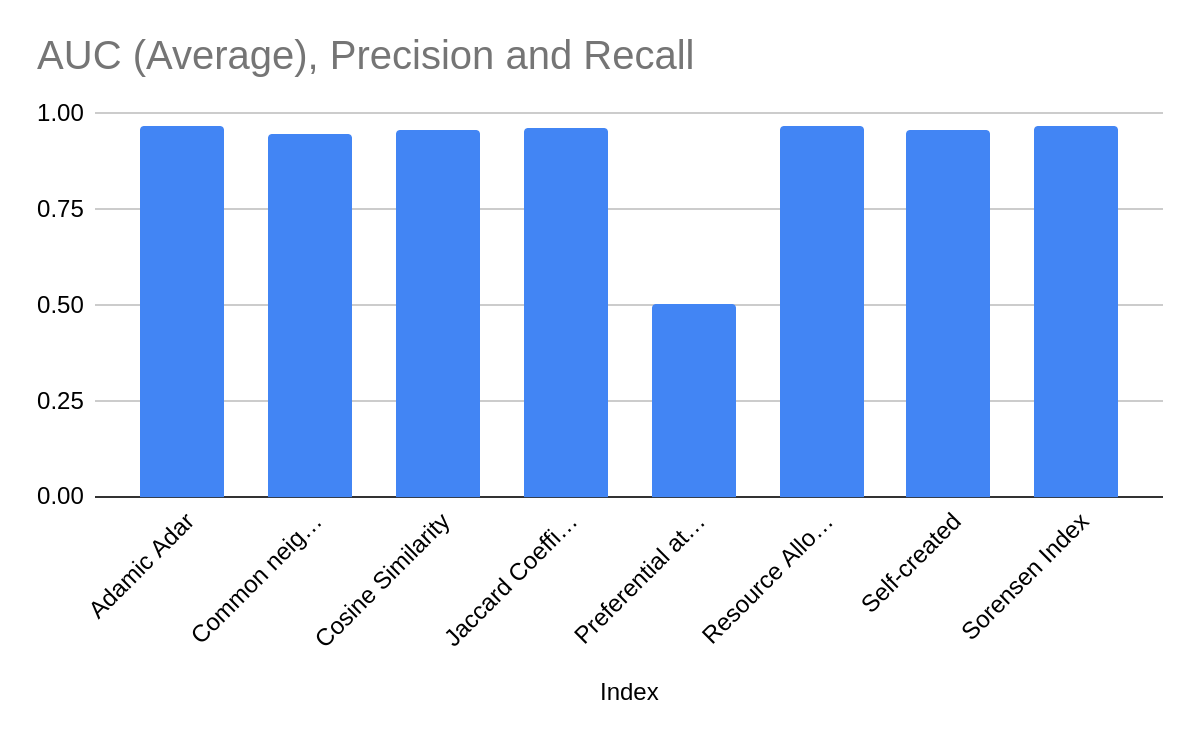 AUC (Average), Precision and Recall
1.00
0.75
0.50
0.25
0.00
Adamic Adar
Common neig…
Cosine Similarity
Jaccard Coeffi…
Preferential at…
Resource Allo…
Self-created
Sorensen Index
Index